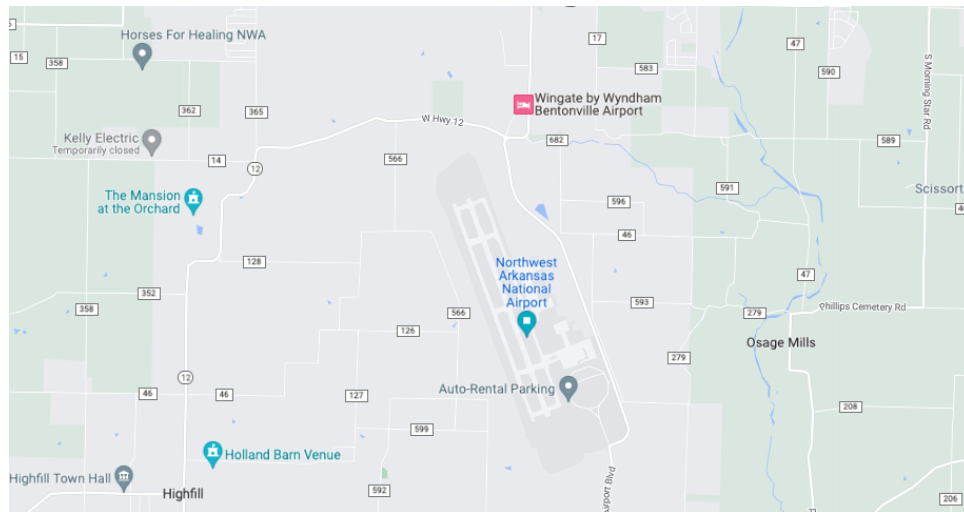 Horses For Healing NWA
15
358
362
365
17
583
47
590
S Morning Star Rd
Wingate by Wyndham
Bentonville Airport
W Hwy 12
Kelly Electric
Temporarily closed
14
12
566
682
589
591
The Mansion
at the Orchard
596
46
Scissort
128
Northwest
Arkansas
National
Airport
47
352
358
566
126
593
279
Phillips Cemetery Rd
Osage Mills
279
12
46
46
127
Auto-Rental Parking
208
599
Holland Barn Venue
Highfill Town Hall
Highfill
592
Airport Blvd
206